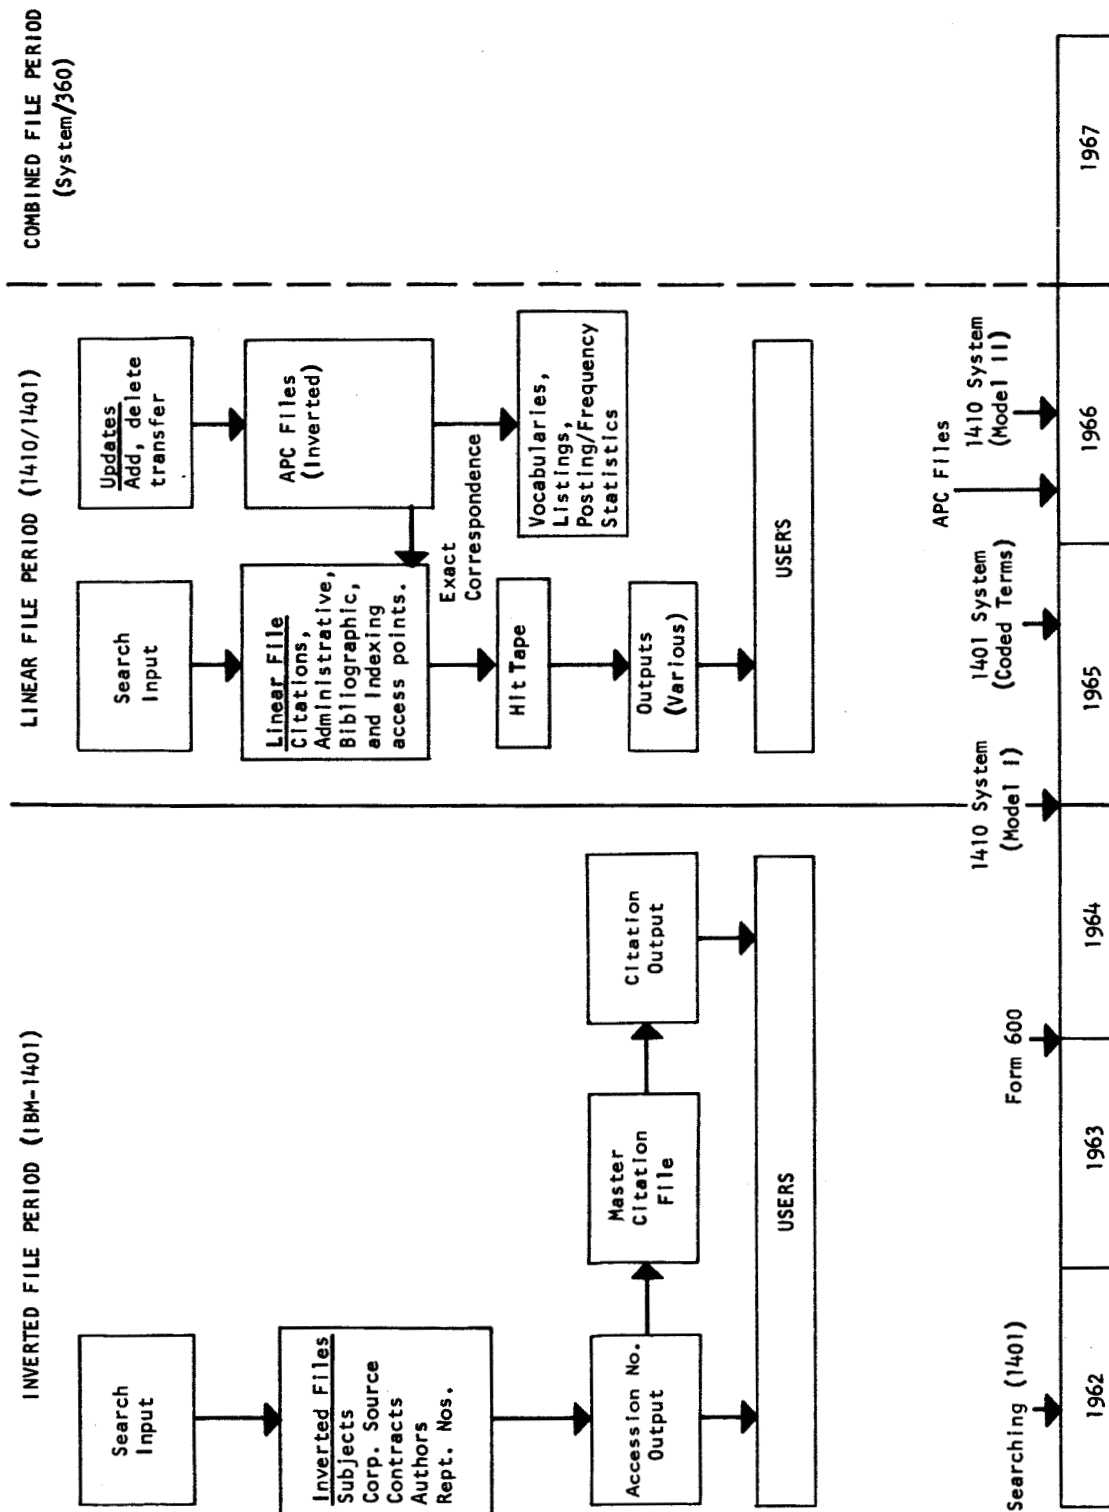 INVERTED FILE PERIOD (IBM-1401)
Search
Input
Inverted Files
Subjects
Corp. Source
Contracts
Authors
Rept. Nos.
Accession No.
Output
Master
Citation
File
Citation
Output
USERS
LINEAR FILE PERIOD (1410/1401)
Search
Input
Linear File
Citations,
Administrative,
Bibliographic,
and Indexing
access points.
Hit Tape
Outputs
(Various)
Updates
Add, delete
transfer
APC Files
(Inverted)
Exact
Correspondence
Vocabularies,
Listings,
Posting/Frequency
Statistics
USERS
COMBINED FILE PERIOD
(System/360)
Searching (1401)
Form 600
1410 System
(Model I)
1401 System
(Coded Terms)
APC Files
1410 System
(Model II)
1962
1963
1964
1965
1966
1967